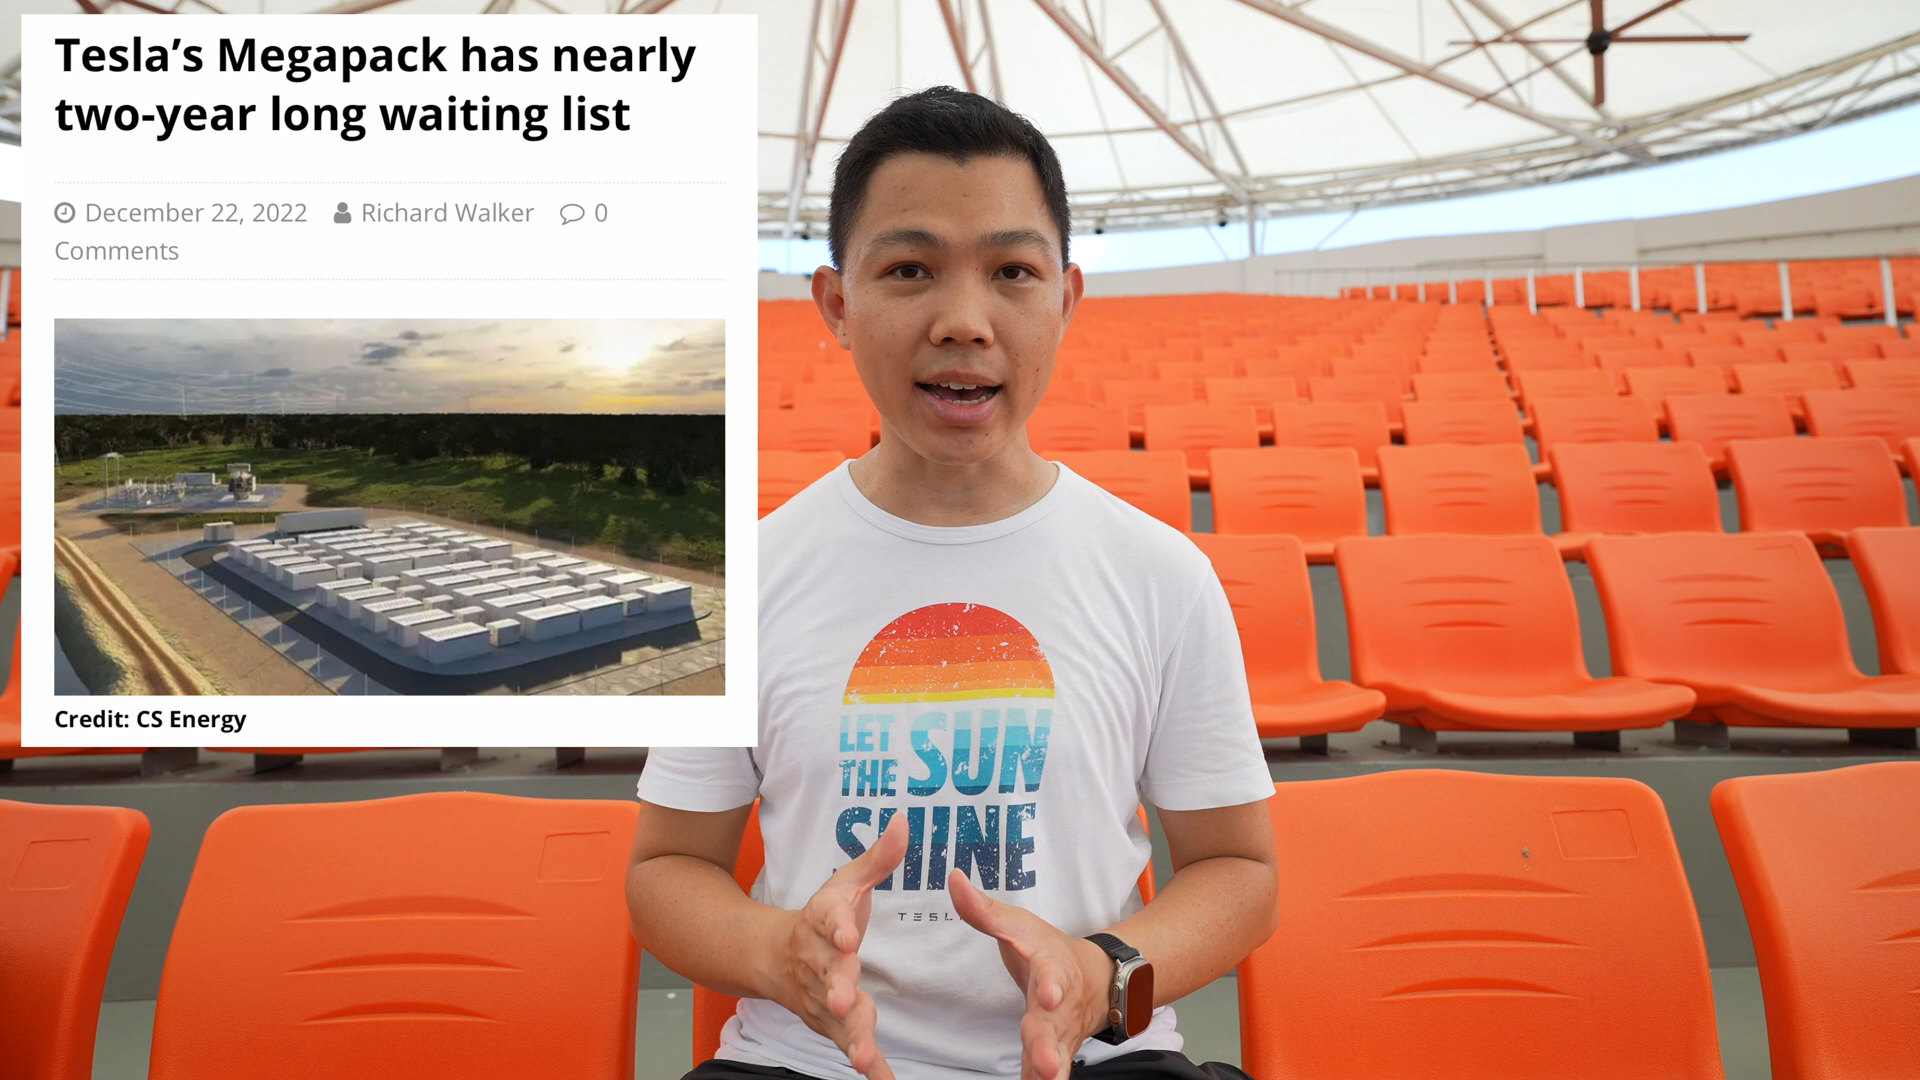 Tesla’s Megapack has nearly
two-year long waiting list
December 22, 2022 Richard Walker 0
Comments
Credit: CS Energy
LET
THE SUN
SHINE